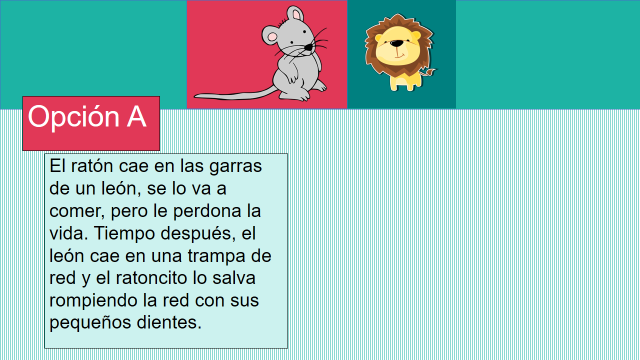 Opción A
El ratón cae en las garras
de un león, se lo va a
comer, pero le perdona la
vida. Tiempo después, el
león cae en una trampa de
red y el ratoncito lo salva
rompiendo la red con sus
pequeños dientes.